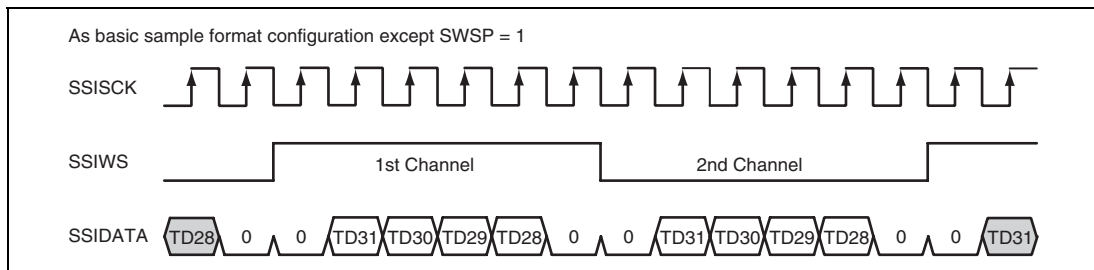 As basic sample format configuration except SWSP = 1
SSISCK
SSIWS 1st Channel 2nd Channel
SSIDATA TD28 0 0 TD31 TD30 TD29 TD28 0 0 TD31 TD30 TD29 TD28 0 0 TD31